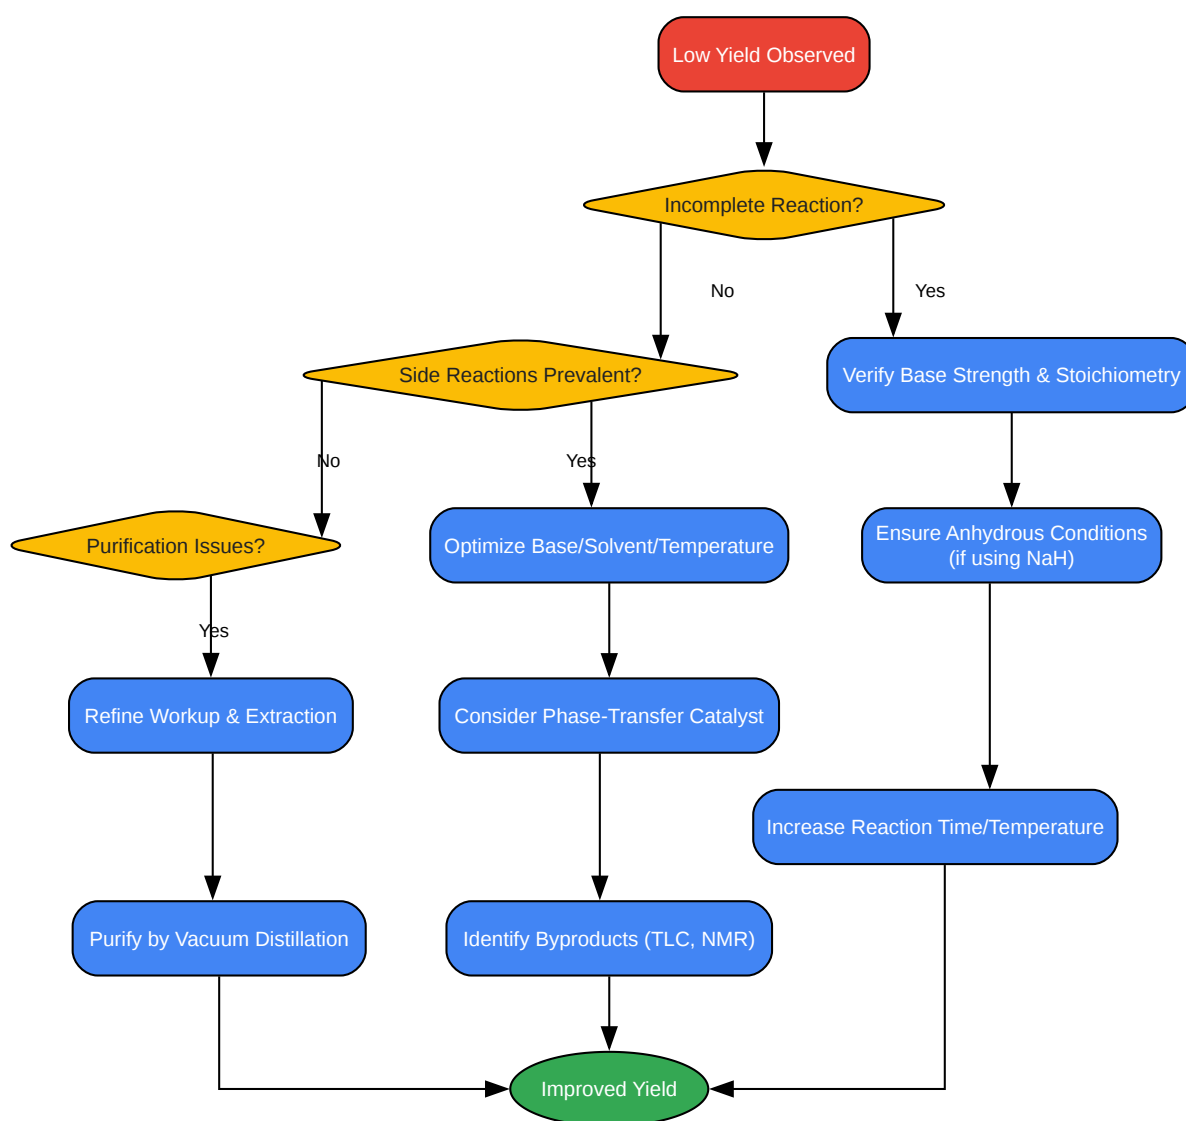 Low Yield Observed
Incomplete Reaction?
No
Yes
Side Reactions Prevalent?
Verify Base Strength & Stoichiometry
No
Yes
Purification Issues?
Optimize Base/Solvent/Temperature
Ensure Anhydrous Conditions
(if using NaH)
Yes
Refine Workup & Extraction
Consider Phase-Transfer Catalyst
Increase Reaction Time/Temperature
Purify by Vacuum Distillation
Identify Byproducts (TLC, NMR)
Improved Yield